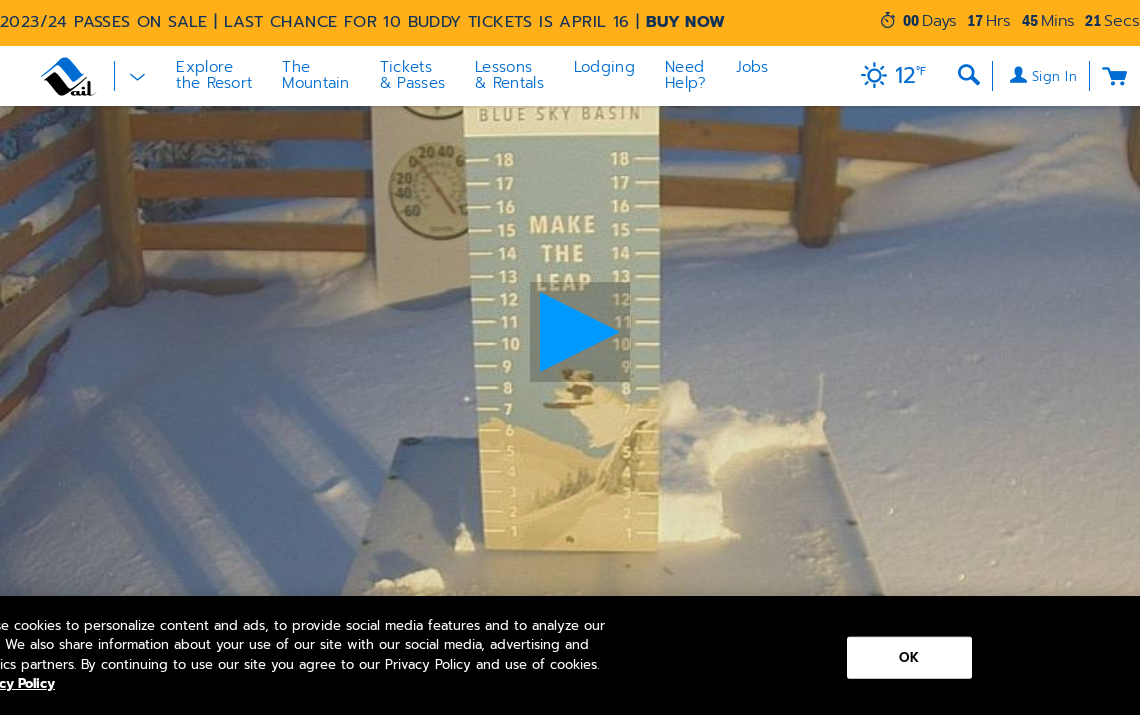 2023/24 PASSES ON SALE | LAST CHANCE FOR 10 BUDDY TICKETS IS APRIL 16 | BUY NOW
00 Days 17 Hrs 45 Mins 21 Secs
Vail
Explore
the Resort
The
Mountain
Tickets
& Passes
Lessons
& Rentals
Lodging
Need
Help?
Jobs
12°F
Sign In
BLUE SKY BASIN
0 20 40
20
40
60
18 18
17 17
16 16
MAKE
15 15
THE
14 14
13 13
LEAP
12 12
11 11
10 10
9 9
8 8
7 7
6 6
5 5
4 4
3 3
2 2
1 1
se cookies to personalize content and ads, to provide social media features and to analyze our
We also share information about your use of our site with our social media, advertising and
ics partners. By continuing to use our site you agree to our Privacy Policy and use of cookies.
cy Policy
OK